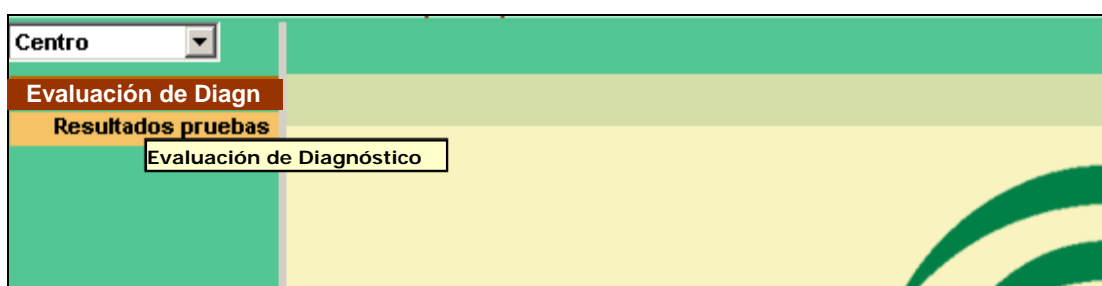 Centro
Evaluación de Diagn
Resultados pruebas
Evaluación de Diagnóstico